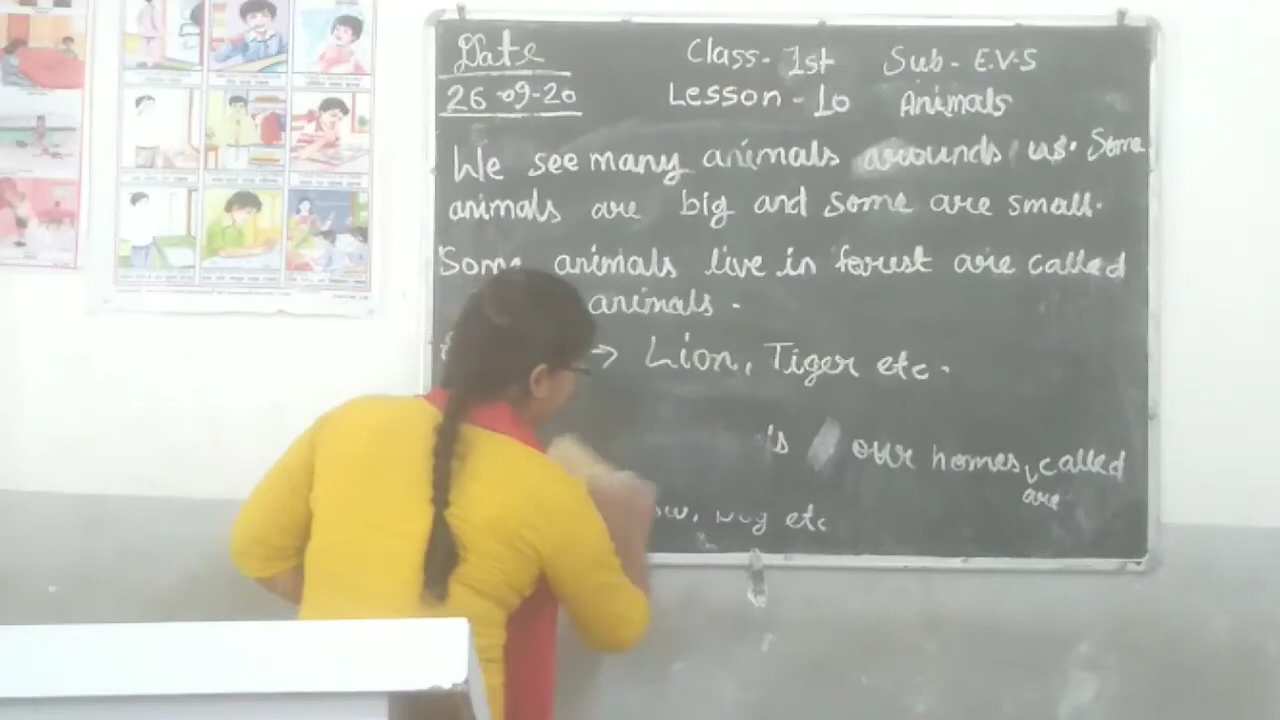 Date Class- 1st Sub- E.V.S
26-09-20 Lesson - 10 Animals
We see many animals arounds us. Some
animals are big and some are small.
Some animals live in forest are called
animals.
→ Lion, Tiger etc.
is our homes, called
are
etc